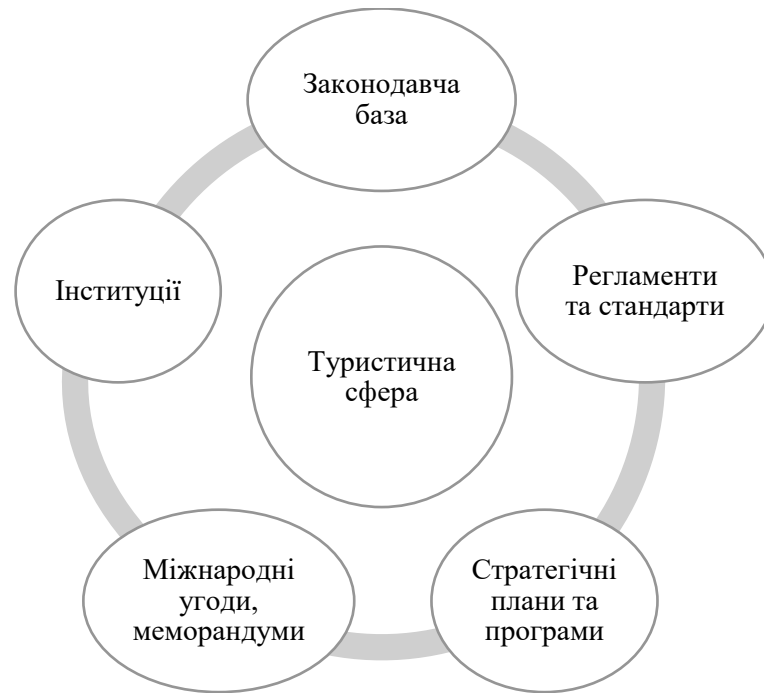 Законодавча
база
Регламенти
та стандарти
Стратегічні
плани та
програми
Міжнародні
угоди,
меморандуми
Інституції
Туристична
сфера